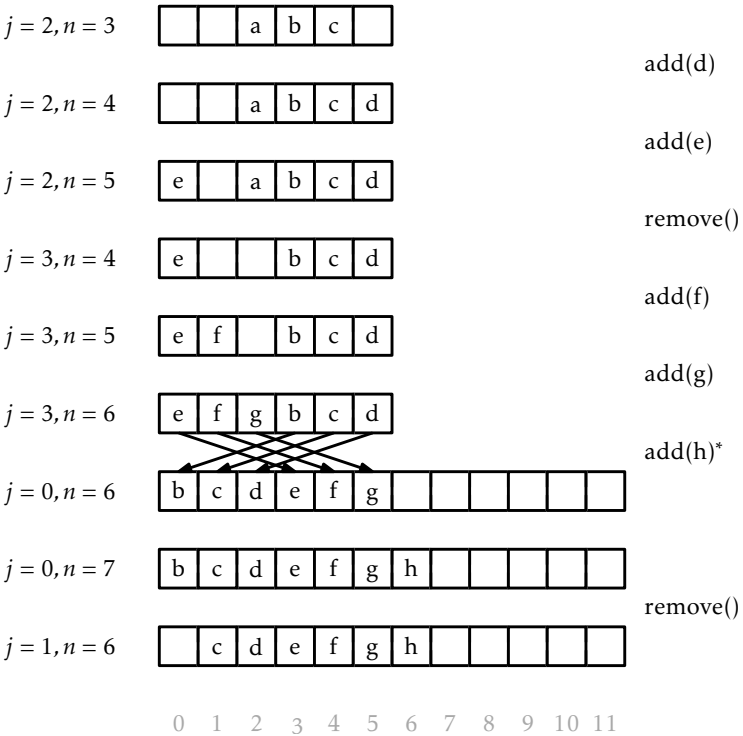 j = 2, n = 3 a b c
add(d)
j = 2, n = 4 a b c d
add(e)
j = 2, n = 5 e a b c d
remove()
j = 3, n = 4 e b c d
add(f)
j = 3, n = 5 e f b c d
add(g)
j = 3, n = 6 e f g b c d
add(h)*
j = 0, n = 6 b c d e f g
j = 0, n = 7 b c d e f g h
remove()
j = 1, n = 6 c d e f g h
0 1 2 3 4 5 6 7 8 9 10 11